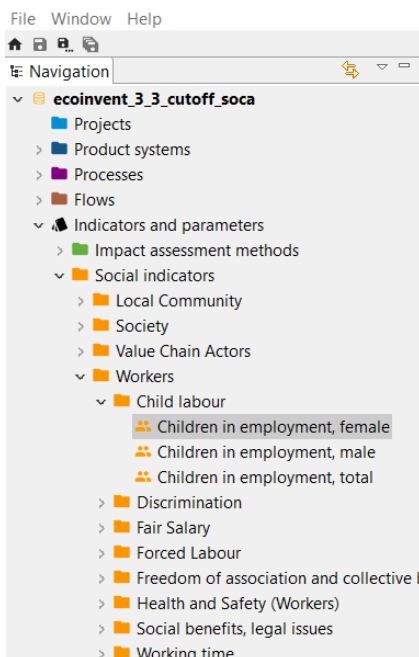 File Window Help
Navigation
ecoinvent_3_3_cutoff_soca
Projects
Product systems
Processes
Flows
Indicators and parameters
Impact assessment methods
Social indicators
Local Community
Society
Value Chain Actors
Workers
Child labour
Children in employment, female
Children in employment, male
Children in employment, total
Discrimination
Fair Salary
Forced Labour
Freedom of association and collective
Health and Safety (Workers)
Social benefits, legal issues
Working time